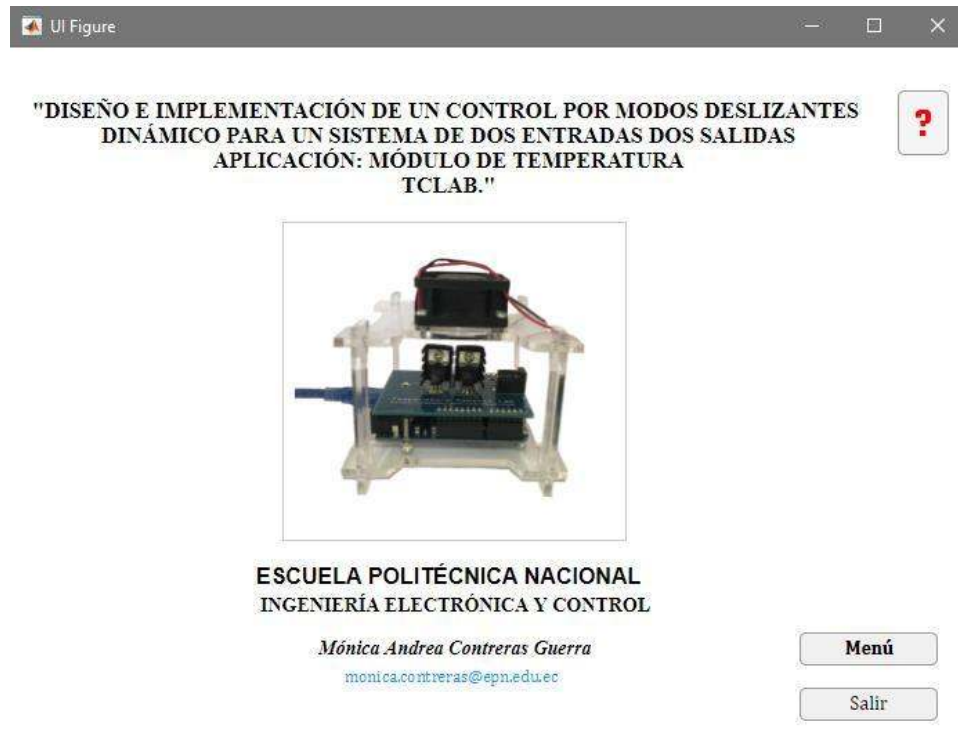 UI Figure
"DISEÑO E IMPLEMENTACIÓN DE UN CONTROL POR MODOS DESLIZANTES
DINÁMICO PARA UN SISTEMA DE DOS ENTRADAS DOS SALIDAS
APLICACIÓN: MÓDULO DE TEMPERATURA
TCLAB."
?
ESCUELA POLITÉCNICA NACIONAL
INGENIERÍA ELECTRÓNICA Y CONTROL
Mónica Andrea Contreras Guerra
monica.contreras@epn.edu.ec
Menú
Salir